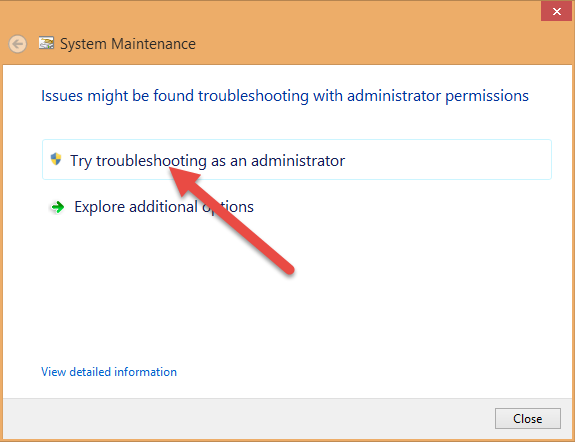 System Maintenance
Issues might be found troubleshooting with administrator permissions
Try troubleshooting as an administrator
Explore additional options
View detailed information
Close